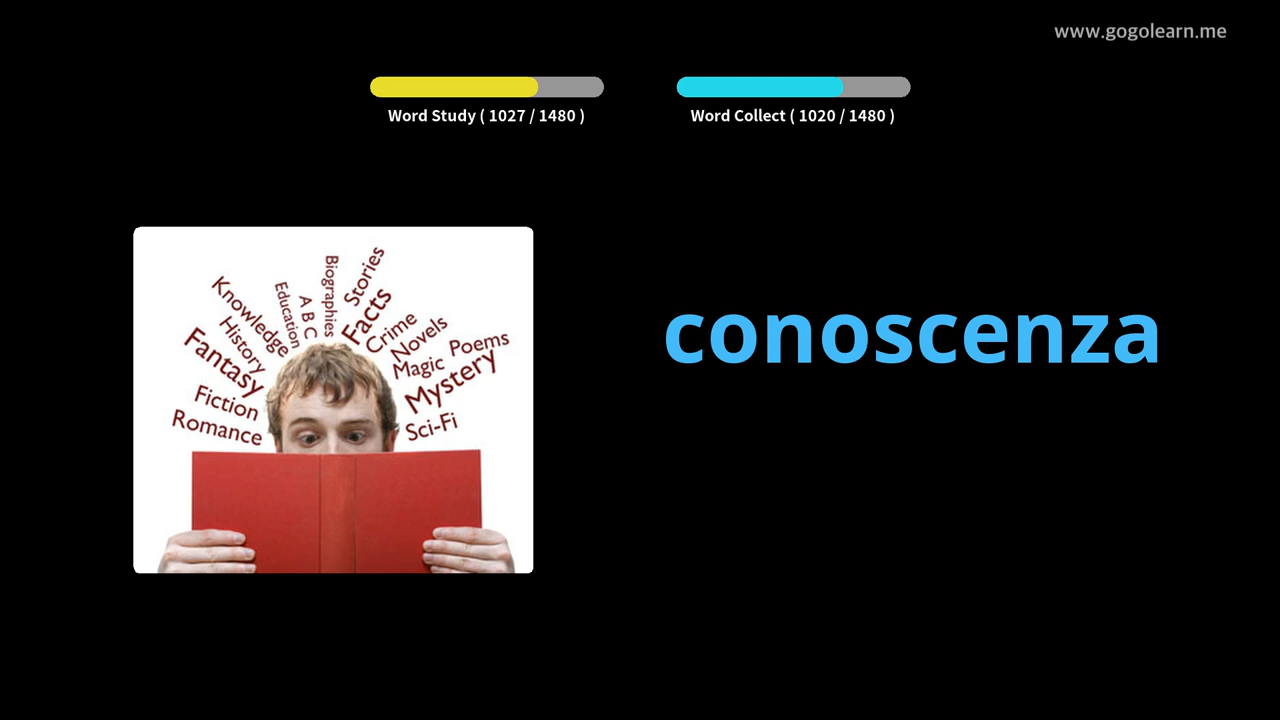 www.gogolearn.me
Word Study ( 1027 / 1480 )
Word Collect ( 1020 / 1480 )
conoscenza
Biographies
Stories
Education
A B C
Facts
Knowledge
Crime
History
Novels
Fantasy
Magic
Poems
Mystery
Fiction
Romance
Sci-Fi